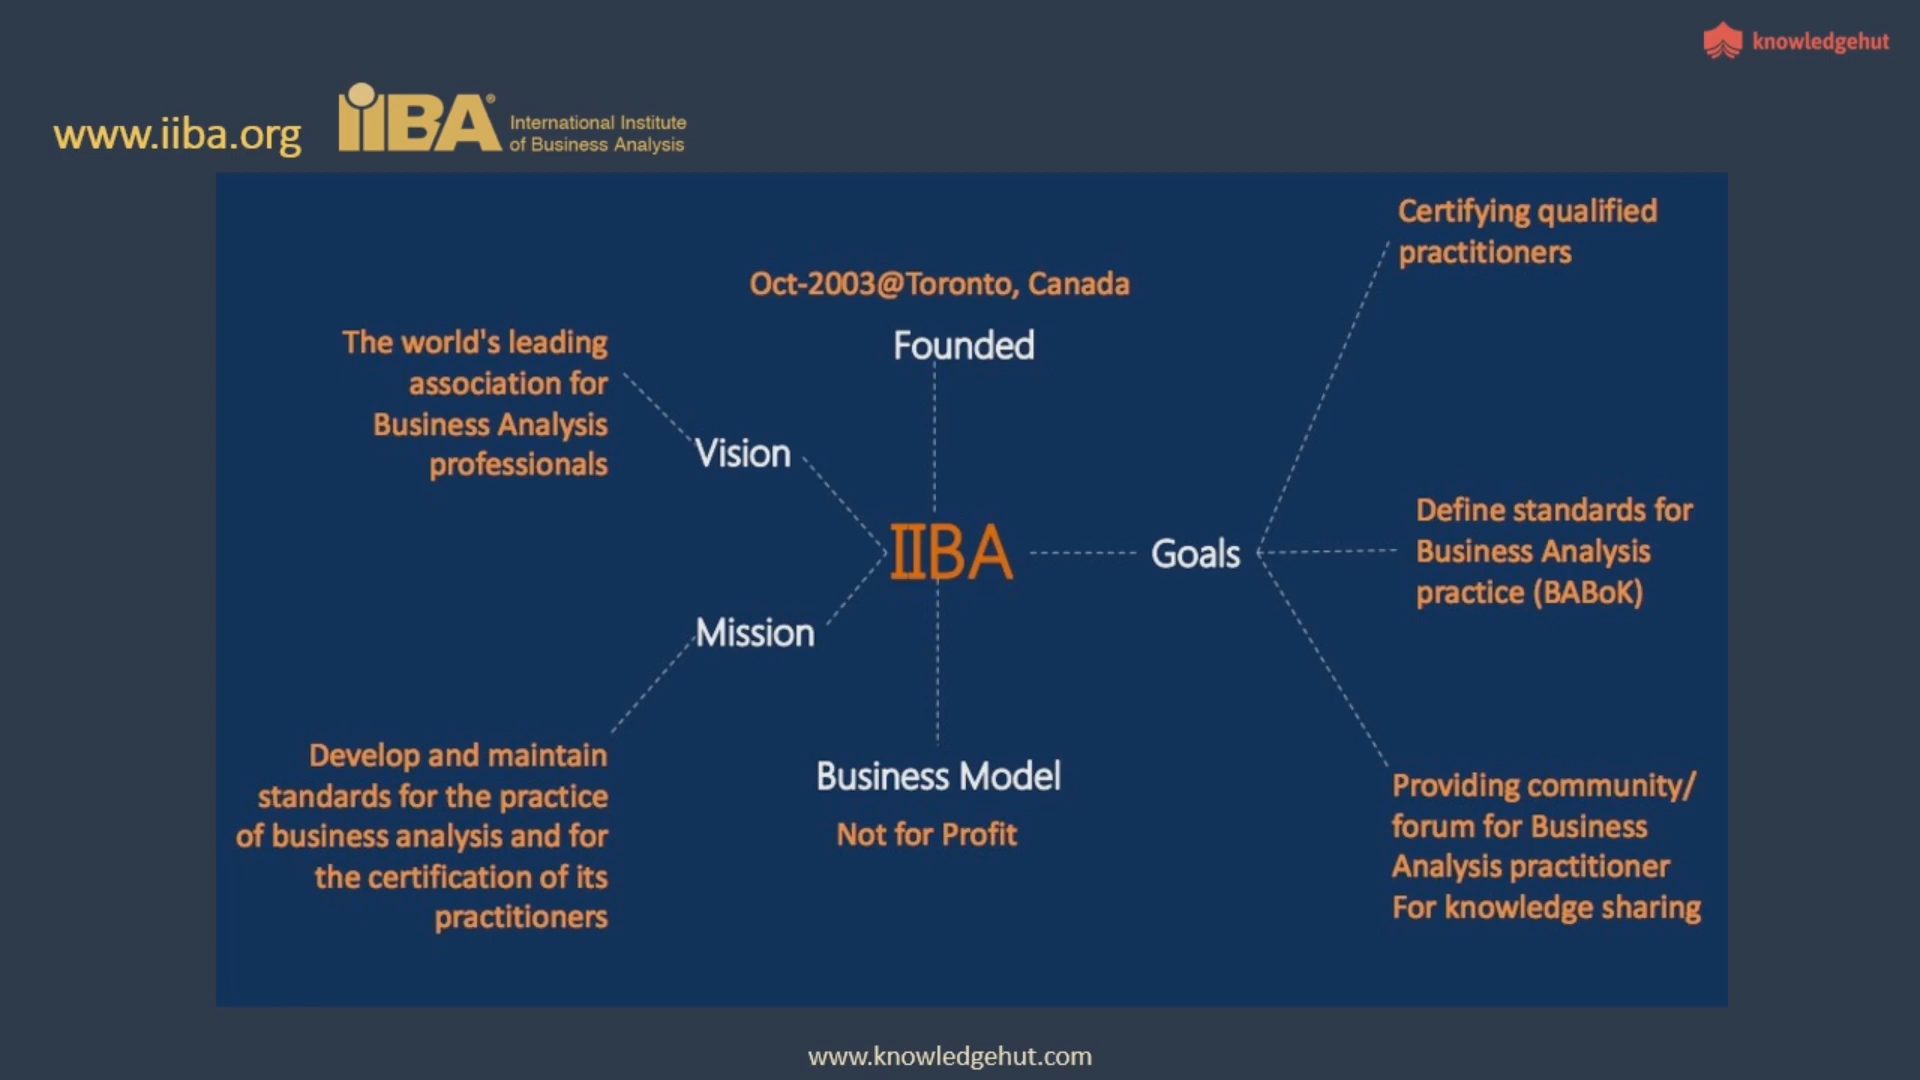 knowledgehut
www.iiba.org
iiBA®
International Institute
of Business Analysis
Oct-2003@Toronto, Canada
Founded
The world's leading
association for
Business Analysis
professionals
Vision
IIBA
Mission
Develop and maintain
standards for the practice
of business analysis and for
the certification of its
practitioners
Business Model
Not for Profit
Goals
Certifying qualified
practitioners
Define standards for
Business Analysis
practice (BABoK)
Providing community/
forum for Business
Analysis practitioner
For knowledge sharing
www.knowledgehut.com